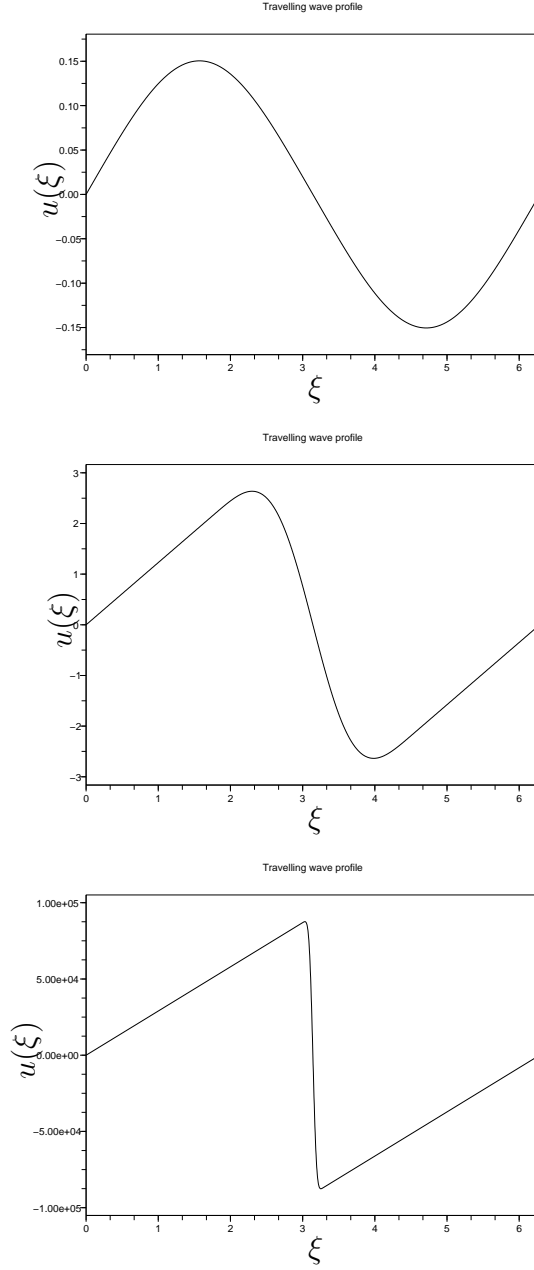 Travelling wave profile
u(ξ)
0.15
0.10
0.05
0.00
−0.05
−0.10
−0.15
0 1 2 3 4 5 6
ξ
Travelling wave profile
u(ξ)
3
2
1
0
−1
−2
−3
0 1 2 3 4 5 6
ξ
Travelling wave profile
u(ξ)
1.00e+05
5.00e+04
0.00e+00
−5.00e+04
−1.00e+05
0 1 2 3 4 5 6
ξ